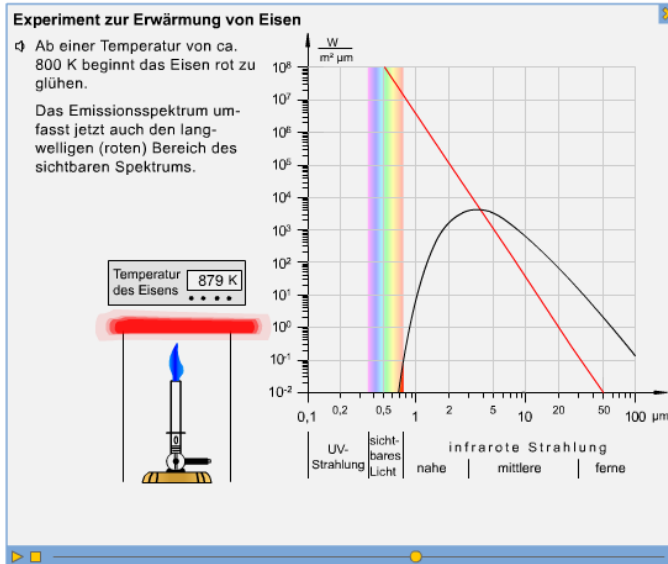 Experiment zur Erwärmung von Eisen
Ab einer Temperatur von ca.
800 K beginnt das Eisen rot zu
glühen.
Das Emissionsspektrum um-
fasst jetzt auch den lang-
welligen (roten) Bereich des
sichtbaren Spektrums.
Temperatur
des Eisens
879 K
W
m² µm
10⁸
10⁷
10⁶
10⁵
10⁴
10³
10²
10¹
10⁰
10⁻¹
10⁻²
0,1 0,2 0,5 1 2 5 10 20 50 100 µm
UV-
Strahlung
sicht-
bares
Licht
infrarote Strahlung
nahe mittlere ferne